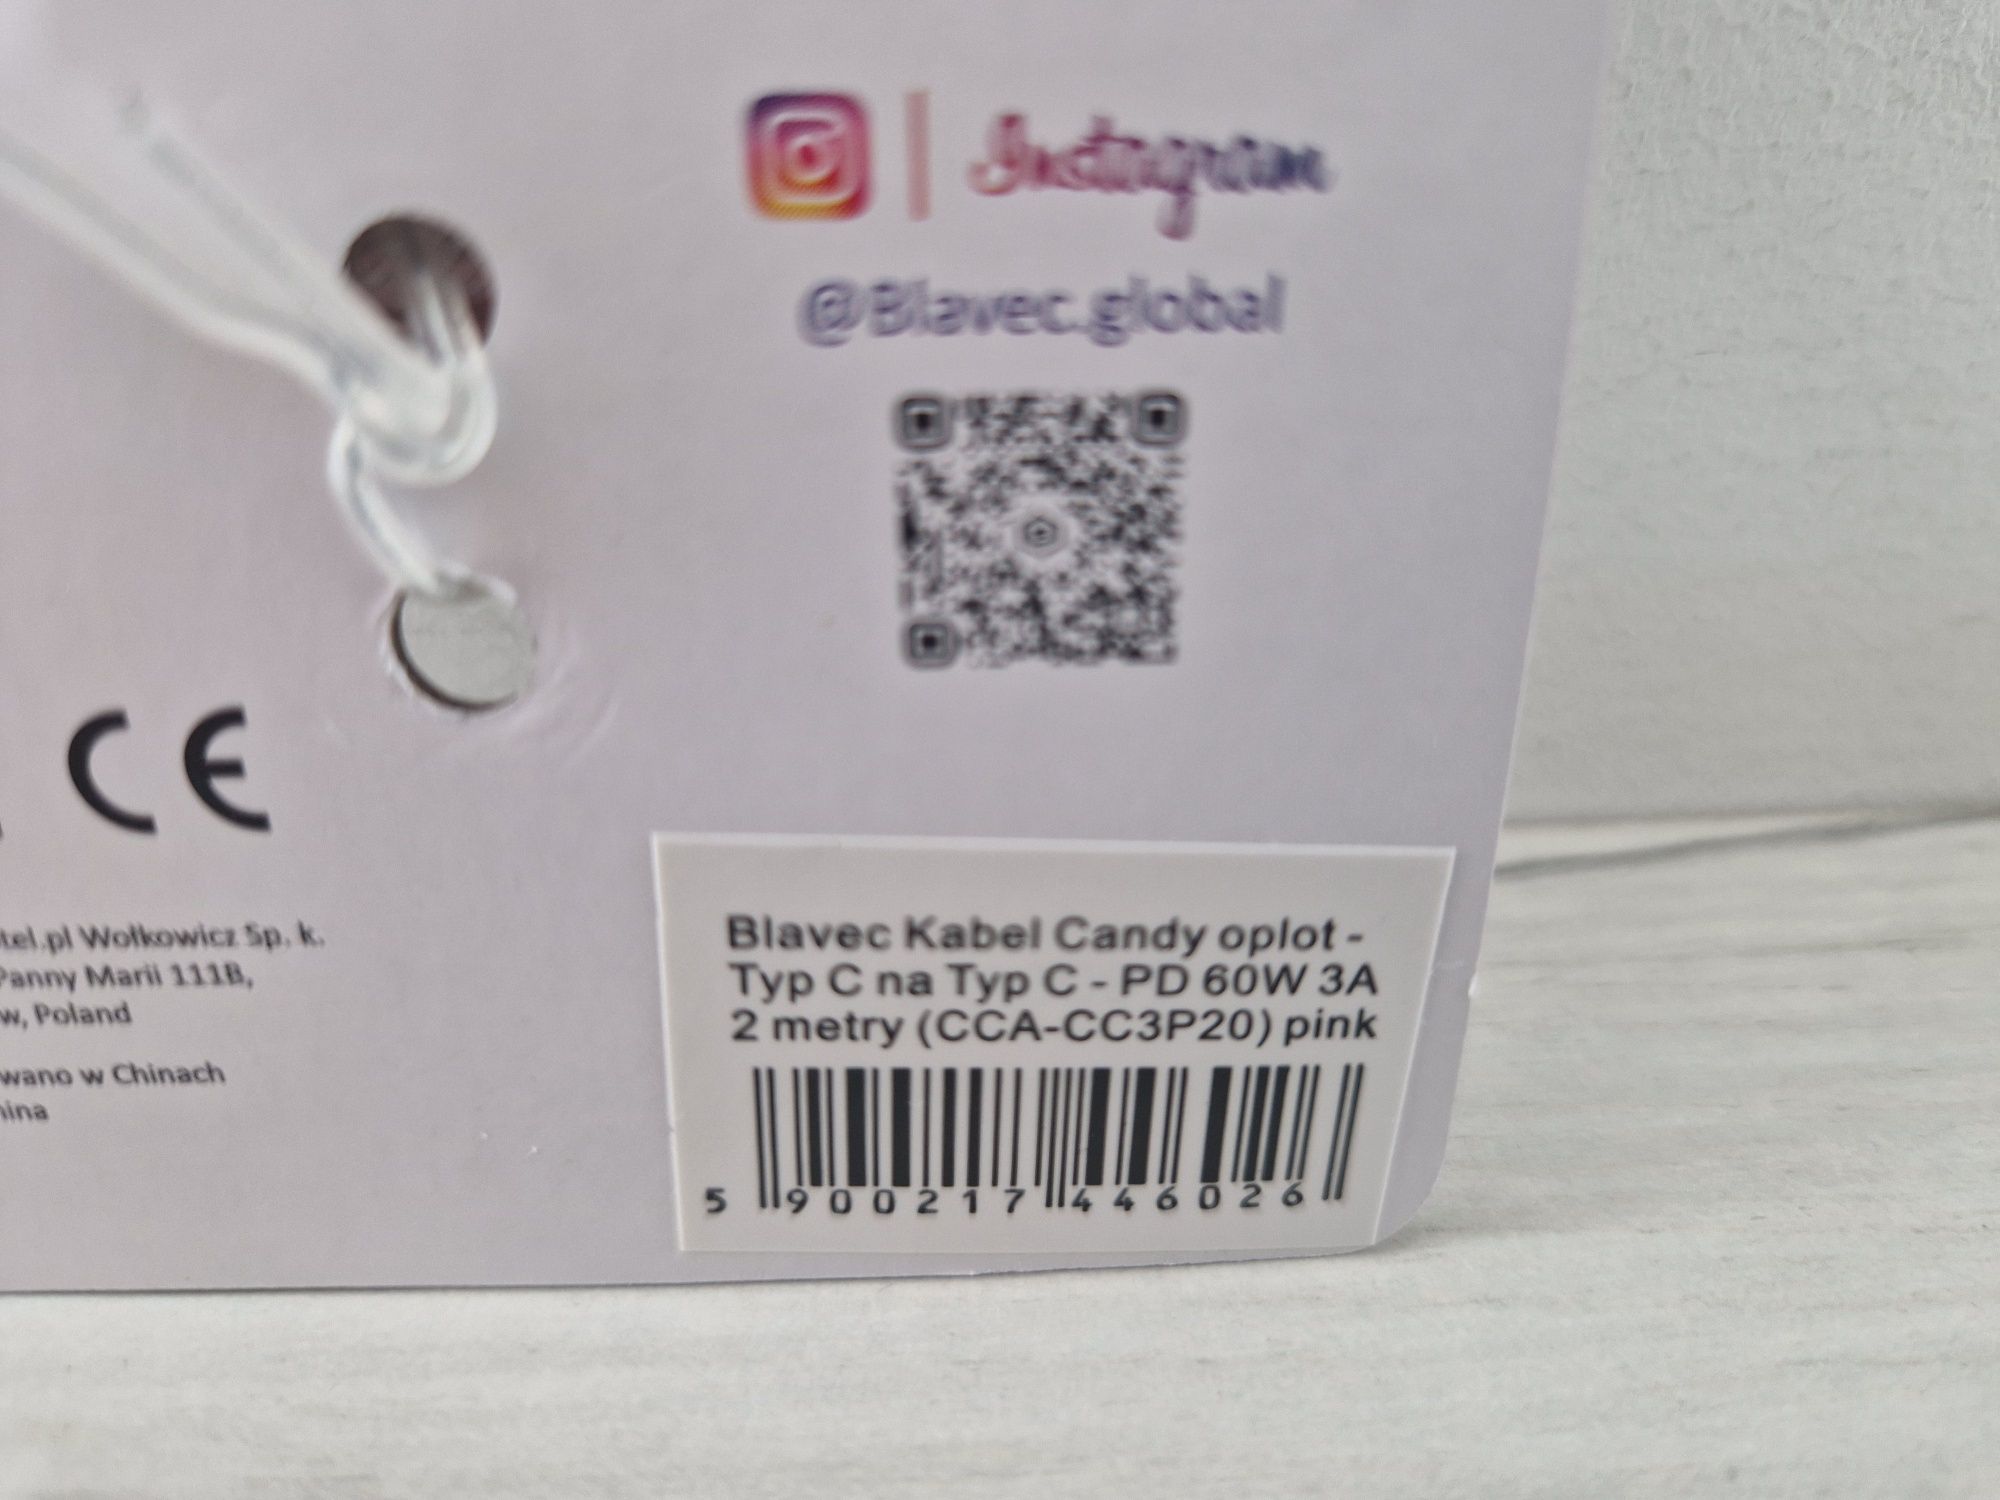 Instagram
@Blavec.global
CE
tel.pl Wołkowicz Sp. k.
Panny Marii 111B,
w, Poland
wano w Chinach
hina
Blavec Kabel Candy oplot -
Typ C na Typ C - PD 60W 3A
2 metry (CCA-CC3P20) pink
5 900217 446026